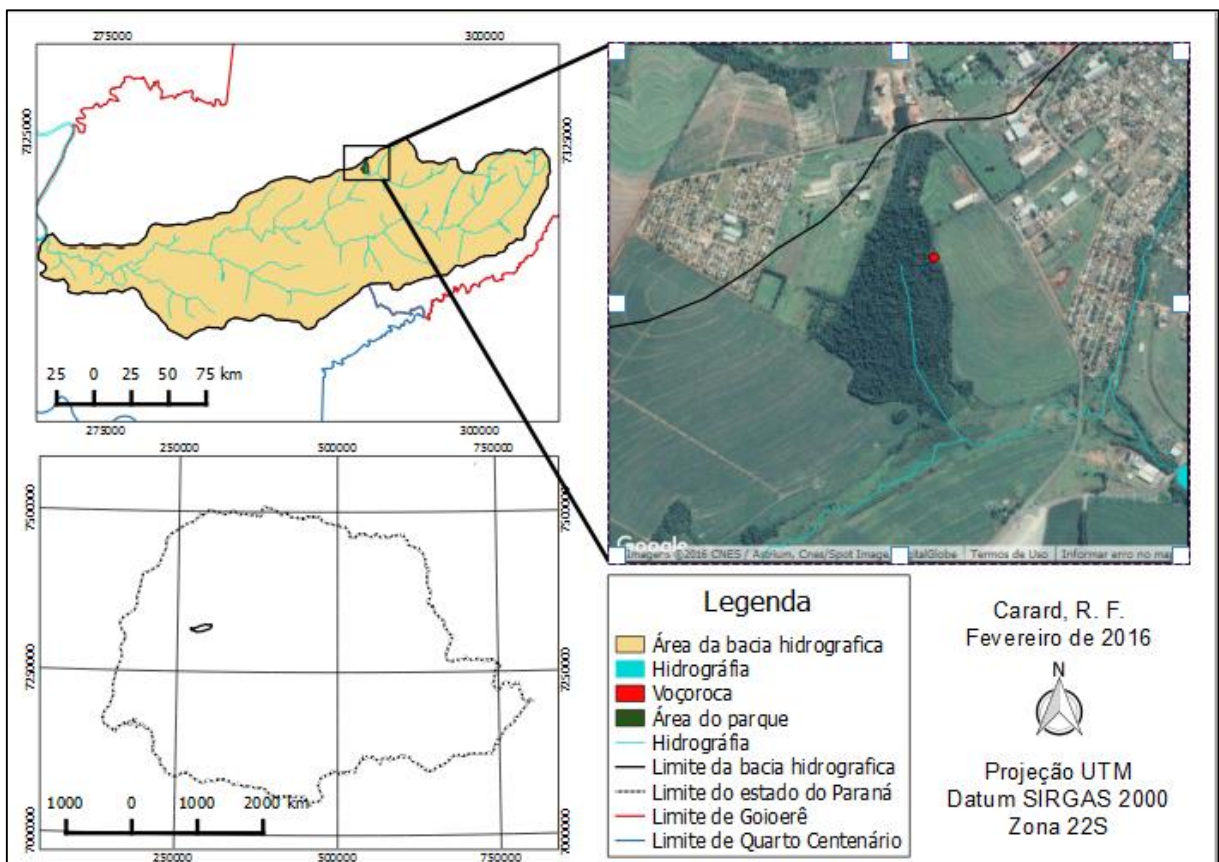 275000
300000
7125000
7125000
25 0 25 50 75 km
275000
300000
250000
500000
750000
7500000
7500000
7250000
7250000
1000 0 1000 2000 km
7000000
7000000
250000
500000
750000
Google
Imagens ©2016 CNES / Astrium, Cnes/Spot Image, italGlobe Termos de Uso Informar erro no map
Legenda
Área da bacia hidrografica
Hidrográfia
Voçoroca
Área do parque
Hidrográfia
Limite da bacia hidrografica
Limite do estado do Paraná
Limite de Goioerê
Limite de Quarto Centenário
Carard, R. F.
Fevereiro de 2016
N
Projeção UTM
Datum SIRGAS 2000
Zona 22S